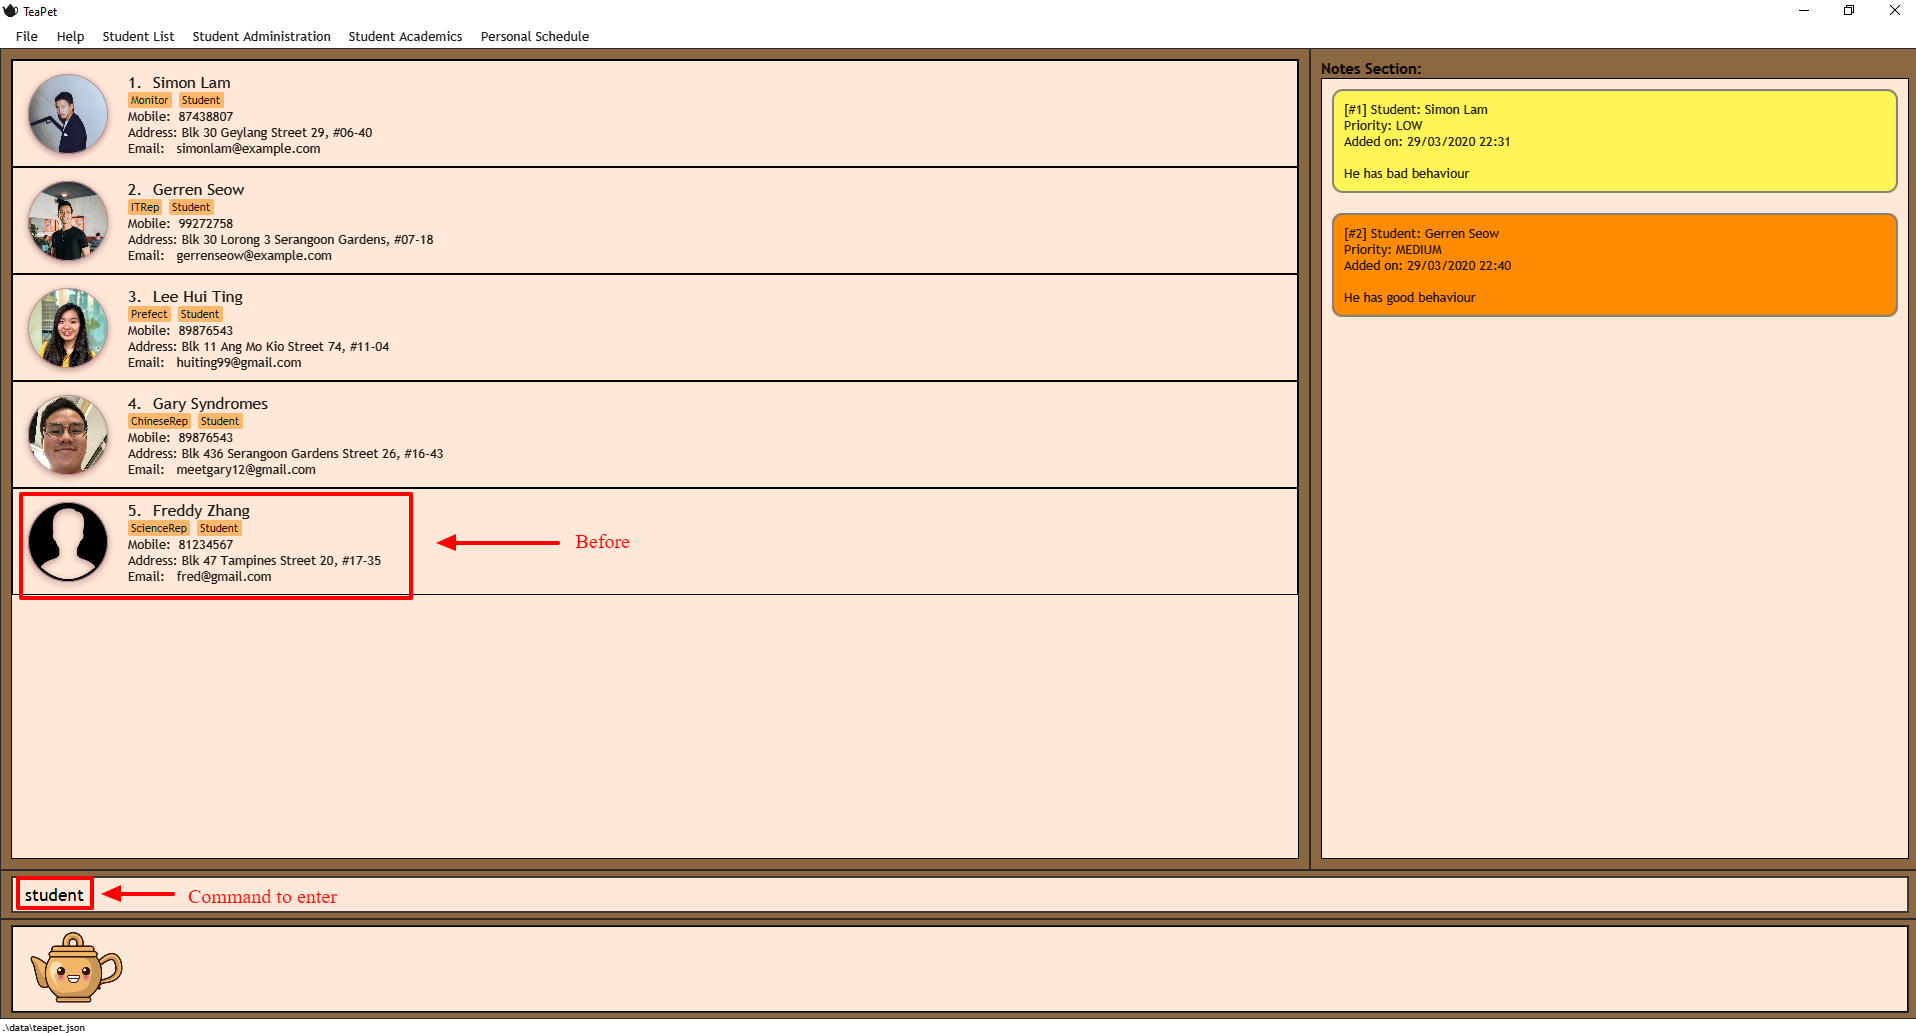 TeaPet
File Help Student List Student Administration Student Academics Personal Schedule
1. Simon Lam
Monitor Student
Mobile: 87438807
Address: Blk 30 Geylang Street 29, #06-40
Email: simonlam@example.com
2. Gerren Seow
ITRep Student
Mobile: 99272758
Address: Blk 30 Lorong 3 Serangoon Gardens, #07-18
Email: gerrenseow@example.com
3. Lee Hui Ting
Prefect Student
Mobile: 89876543
Address: Blk 11 Ang Mo Kio Street 74, #11-04
Email: huiting99@gmail.com
4. Gary Syndromes
ChineseRep Student
Mobile: 89876543
Address: Blk 436 Serangoon Gardens Street 26, #16-43
Email: meetgary12@gmail.com
5. Freddy Zhang
ScienceRep Student
Mobile: 81234567
Address: Blk 47 Tampines Street 20, #17-35
Email: fred@gmail.com
Before
Notes Section:
[#1] Student: Simon Lam
Priority: LOW
Added on: 29/03/2020 22:31
He has bad behaviour
[#2] Student: Gerren Seow
Priority: MEDIUM
Added on: 29/03/2020 22:40
He has good behaviour
student
Command to enter
.\data\teapet.json